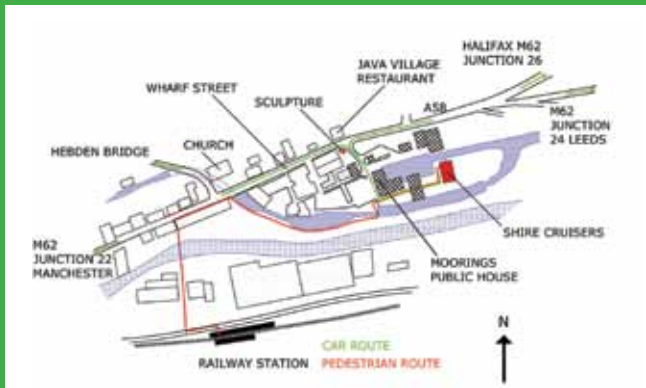 HALIFAX M62
JUNCTION 26
JAVA VILLAGE
RESTAURANT
WHARF STREET
SCULPTURE
A58
M62
JUNCTION
24 LEEDS
CHURCH
HEBDEN BRIDGE
SHIRE CRUISERS
M62
JUNCTION 22
MANCHESTER
MOORINGS
PUBLIC HOUSE
N
CAR ROUTE
RAILWAY STATION PEDESTRIAN ROUTE